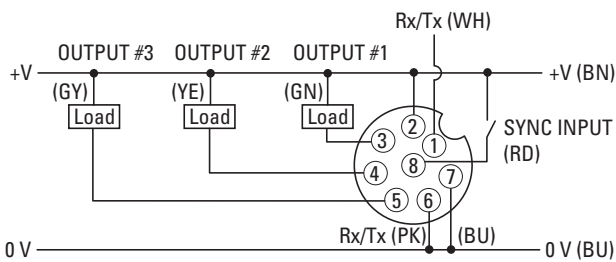 Rx/Tx (WH)
OUTPUT #3 OUTPUT #2 OUTPUT #1
+V +V (BN)
(GY) (YE) (GN)
Load Load Load
2
SYNC INPUT
(RD)
3 1
8
4 7
5 6
Rx/Tx (PK) (BU)
0 V 0 V (BU)